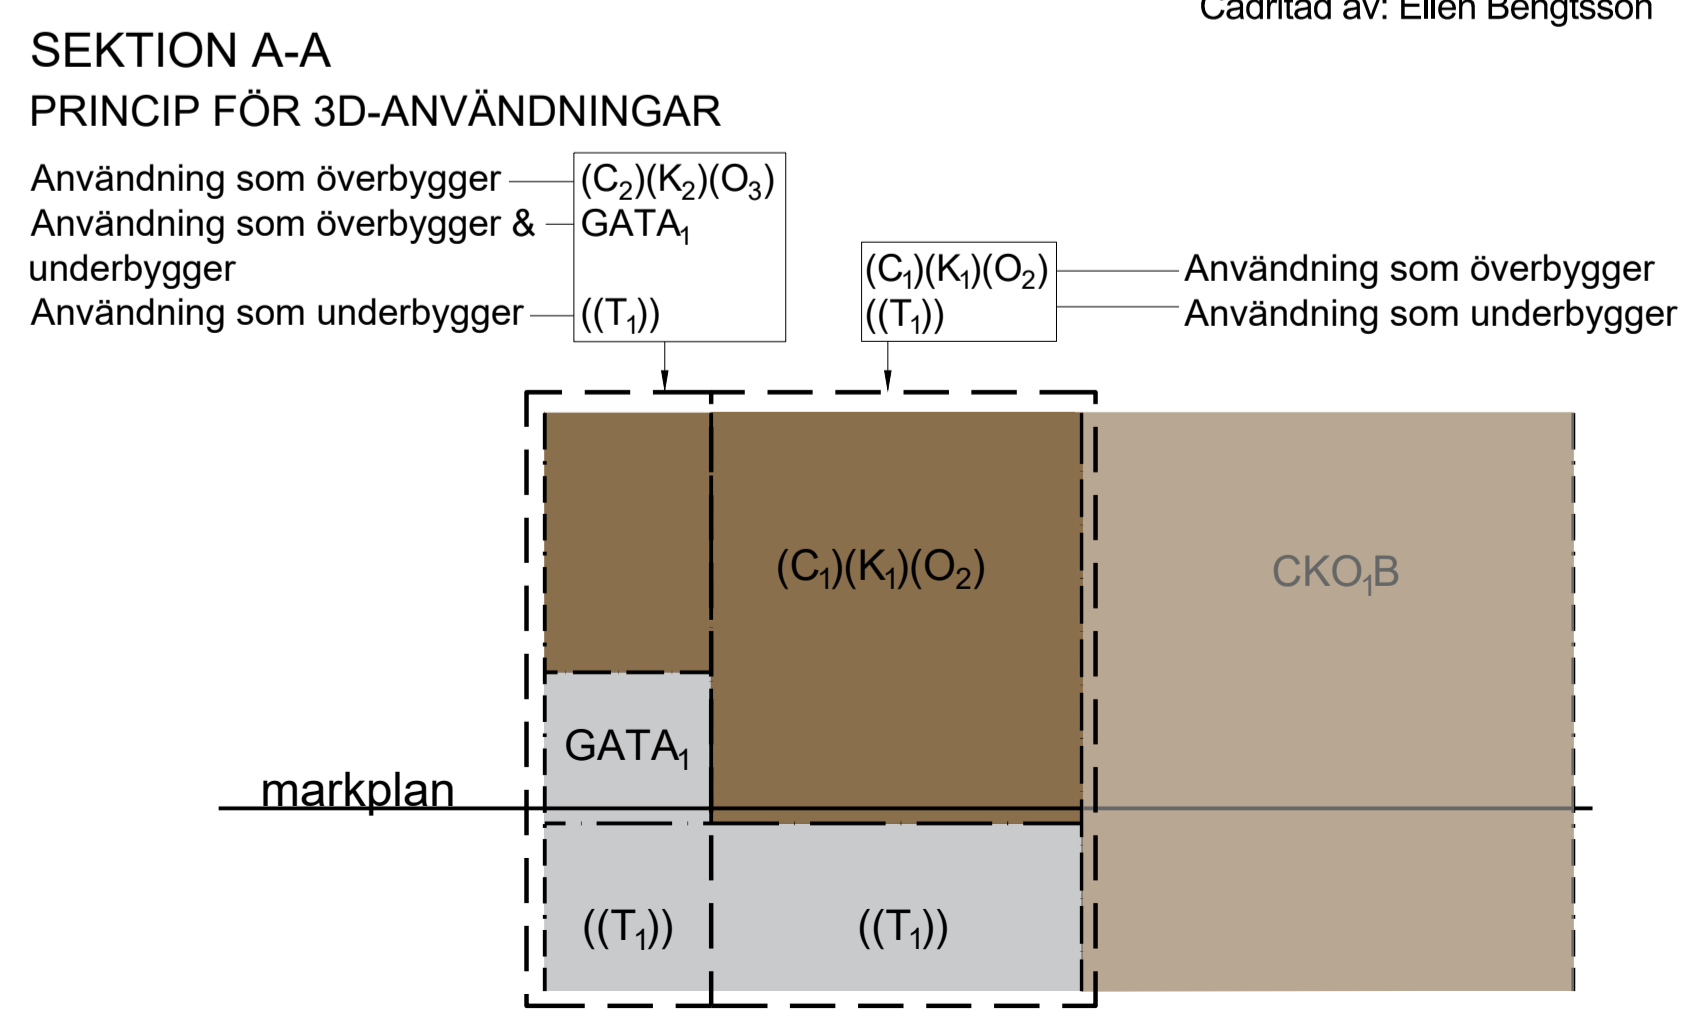 Cadritad av: Ellen Bengtsson
SEKTION A-A
PRINCIP FÖR 3D-ANVÄNDNINGAR
Användning som överbygger
Användning som överbygger &
underbygger
Användning som underbygger
(C₂)(K₂)(O₃)
GATA₁
((T₁))
(C₁)(K₁)(O₂)
((T₁))
Användning som överbygger
Användning som underbygger
(C₁)(K₁)(O₂)
CKO₁B
GATA₁
markplan
((T₁))
((T₁))